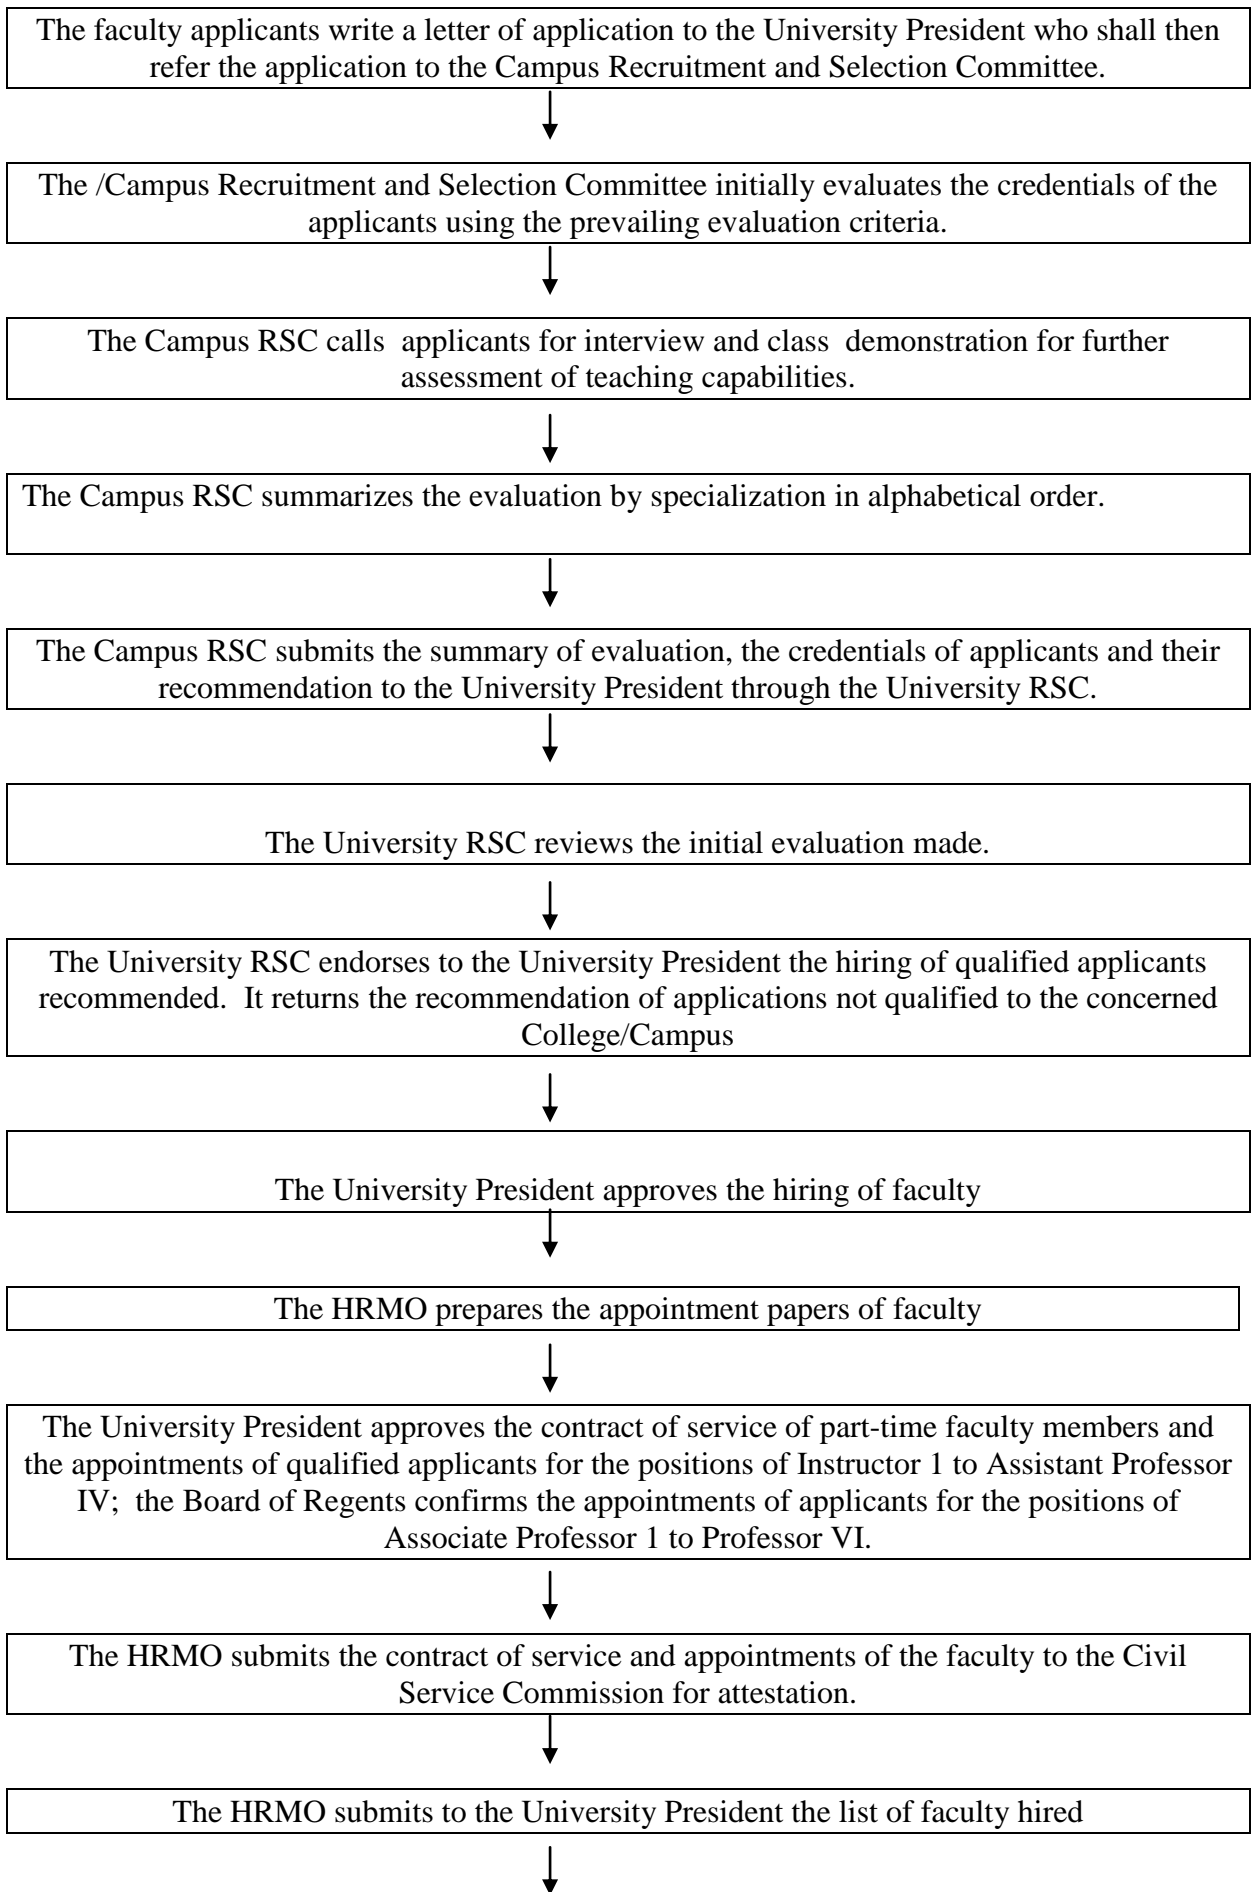 The faculty applicants write a letter of application to the University President who shall then
refer the application to the Campus Recruitment and Selection Committee.
The /Campus Recruitment and Selection Committee initially evaluates the credentials of the
applicants using the prevailing evaluation criteria.
The Campus RSC calls  applicants for interview and class  demonstration for further
assessment of teaching capabilities.
The Campus RSC summarizes the evaluation by specialization in alphabetical order.
The Campus RSC submits the summary of evaluation, the credentials of applicants and their
recommendation to the University President through the University RSC.
The University RSC reviews the initial evaluation made.
The University RSC endorses to the University President the hiring of qualified applicants
recommended.  It returns the recommendation of applications not qualified to the concerned
College/Campus
The University President approves the hiring of faculty
The HRMO prepares the appointment papers of faculty
The University President approves the contract of service of part-time faculty members and
the appointments of qualified applicants for the positions of Instructor 1 to Assistant Professor
IV;  the Board of Regents confirms the appointments of applicants for the positions of
Associate Professor 1 to Professor VI.
The HRMO submits the contract of service and appointments of the faculty to the Civil
Service Commission for attestation.
The HRMO submits to the University President the list of faculty hired